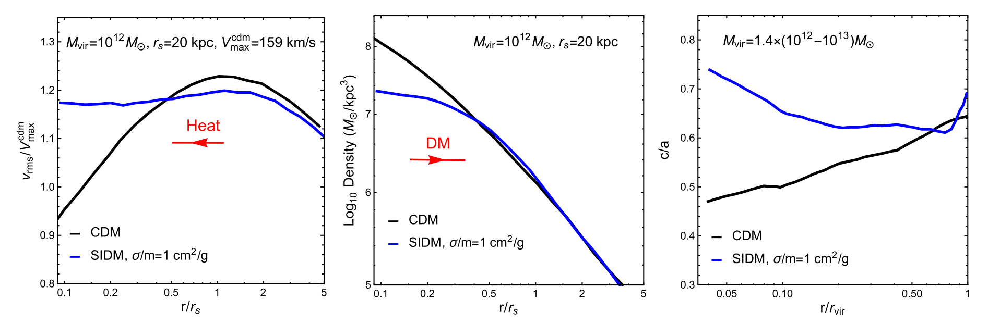 M_vir=10^12 M_⊙, r_s=20 kpc, V_max^cdm=159 km/s
v_rms/V_max^cdm
1.3
1.2
1.1
1.0
0.9
0.8
Heat
CDM
SIDM, σ/m=1 cm^2/g
0.1 0.2 0.5 1 2 5
r/r_s
M_vir=10^12 M_⊙, r_s=20 kpc
Log_10 Density (M_⊙/kpc^3)
8
7
6
5
DM
CDM
SIDM, σ/m=1 cm^2/g
0.1 0.2 0.5 1 2 5
r/r_s
M_vir=1.4×(10^12−10^13)M_⊙
c/a
0.8
0.7
0.6
0.5
0.4
0.3
CDM
SIDM, σ/m=1 cm^2/g
0.05 0.10 0.50 1
r/r_vir